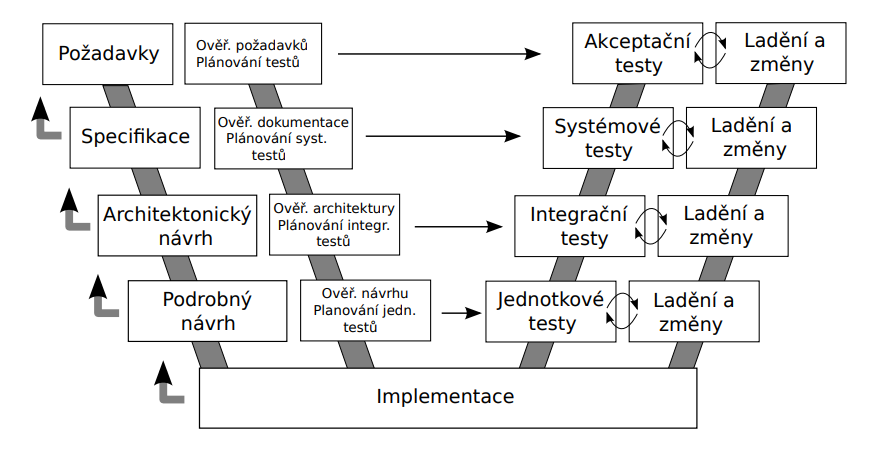 Požadavky
Ověř. požadavků
Plánování testů
Akceptační
testy
Ladění a
změny
Specifikace
Ověř. dokumentace
Plánování syst.
testů
Systémové
testy
Ladění a
změny
Architektonický
návrh
Ověř. architektury
Plánování integr.
testů
Integrační
testy
Ladění a
změny
Podrobný
návrh
Ověř. návrhu
Planování jedn.
testů
Jednotkové
testy
Ladění a
změny
Implementace